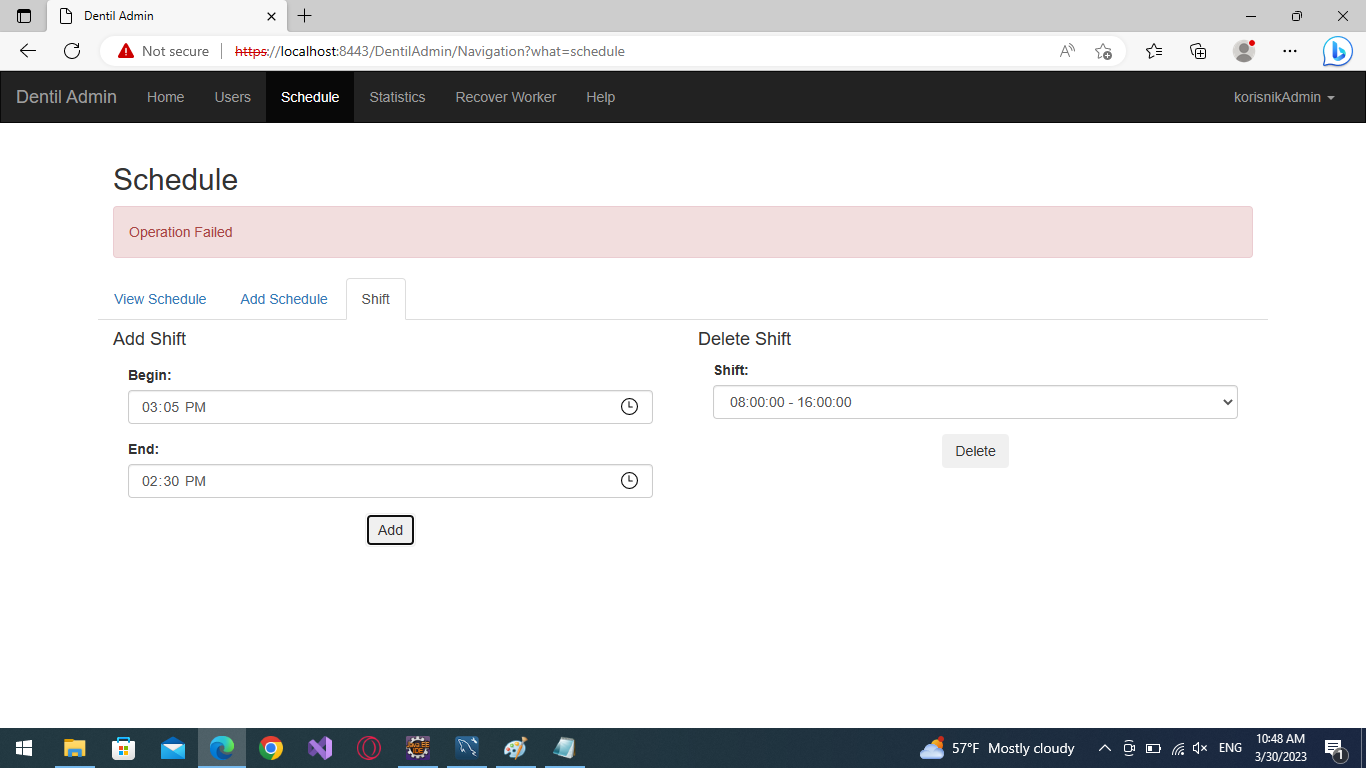 Dentil Admin
Not secure https://localhost:8443/DentilAdmin/Navigation?what=schedule
Dentil Admin Home Users Schedule Statistics Recover Worker Help korisnikAdmin
Schedule
Operation Failed
View Schedule Add Schedule Shift
Add Shift
Begin:
03:05 PM
End:
02:30 PM
Add
Delete Shift
Shift:
08:00:00 - 16:00:00
Delete
57°F Mostly cloudy ENG
10:48 AM
3/30/2023
1